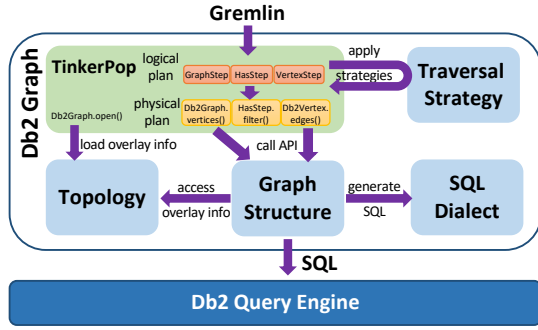 Gremlin
Db2 Graph
TinkerPop
logical
plan
GraphStep
HasStep
VertexStep
apply
strategies
Traversal
Strategy
physical
plan
Db2Graph.
vertices()
HasStep.
filter()
Db2Vertex.
edges()
Db2Graph.open()
load overlay info
call API
Topology
access
overlay info
Graph
Structure
generate
SQL
SQL
Dialect
SQL
Db2 Query Engine